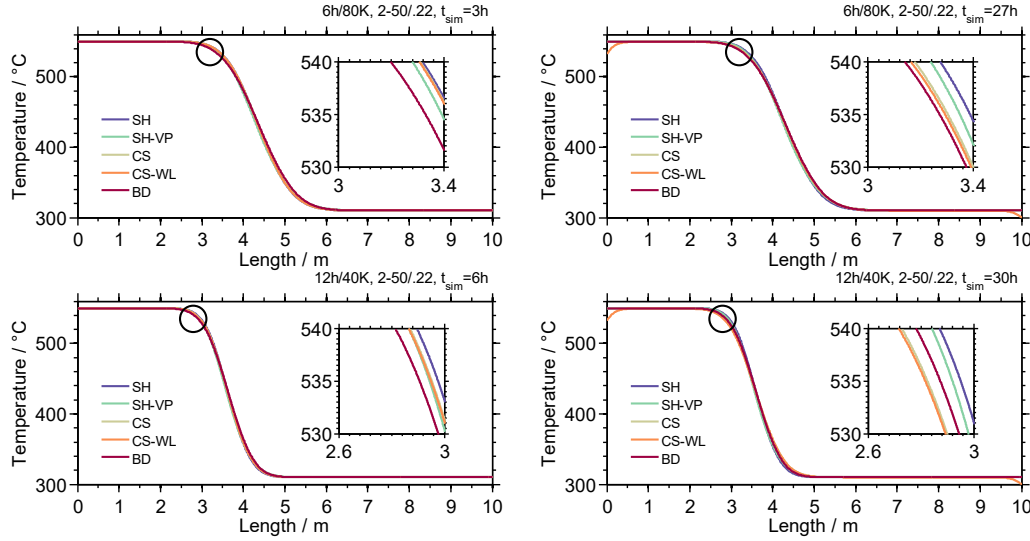 6h/80K, 2-50/.22, t_sim=3h
Temperature / °C
500
400
300
SH
SH-VP
CS
CS-WL
BD
540
535
530
3 3.4
0 1 2 3 4 5 6 7 8 9 10
Length / m
6h/80K, 2-50/.22, t_sim=27h
Temperature / °C
500
400
300
SH
SH-VP
CS
CS-WL
BD
540
535
530
3 3.4
0 1 2 3 4 5 6 7 8 9 10
Length / m
12h/40K, 2-50/.22, t_sim=6h
Temperature / °C
500
400
300
SH
SH-VP
CS
CS-WL
BD
540
535
530
2.6 3
0 1 2 3 4 5 6 7 8 9 10
Length / m
12h/40K, 2-50/.22, t_sim=30h
Temperature / °C
500
400
300
SH
SH-VP
CS
CS-WL
BD
540
535
530
2.6 3
0 1 2 3 4 5 6 7 8 9 10
Length / m